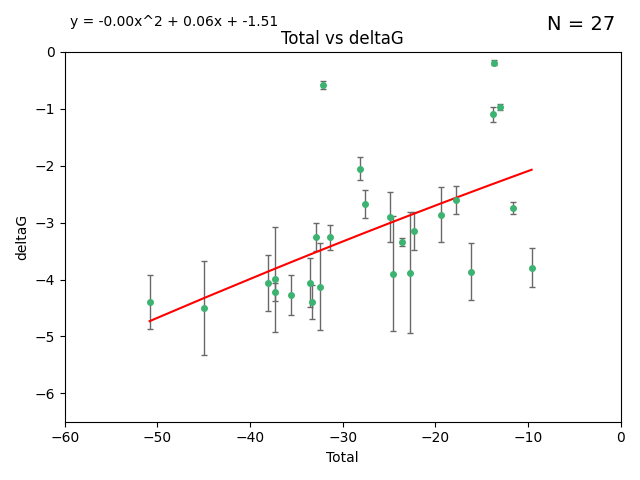 y = -0.00x^2 + 0.06x + -1.51
N = 27
Total vs deltaG
0
−1
−2
−3
−4
−5
−6
deltaG
−60 −50 −40 −30 −20 −10 0
Total